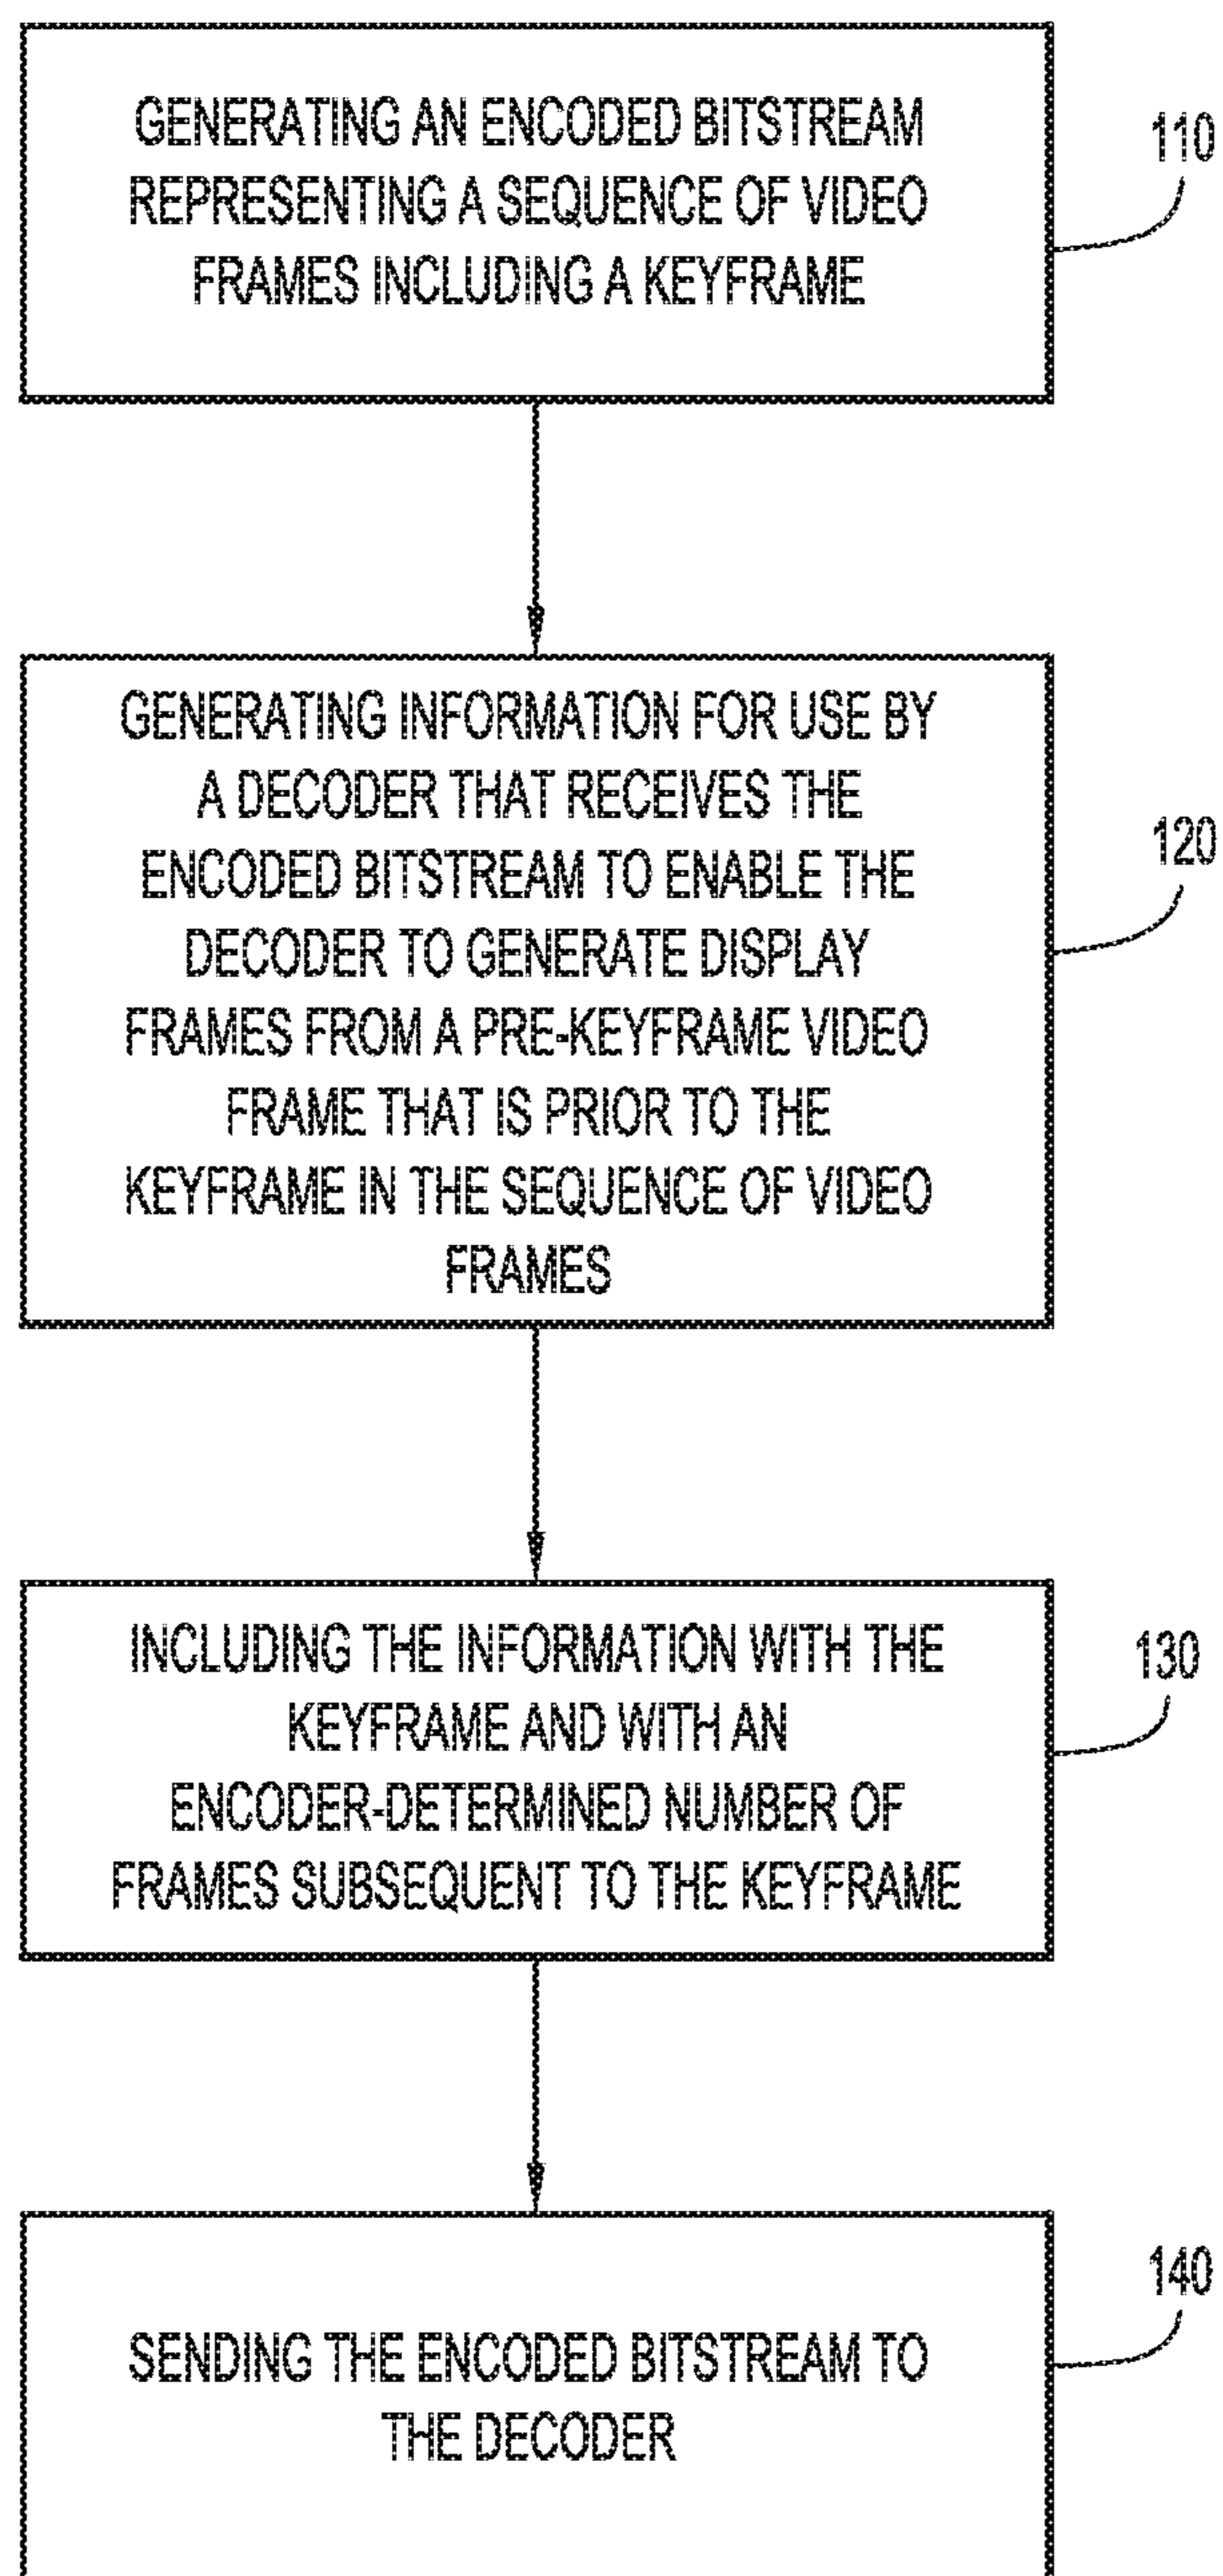 GENERATING AN ENCODED BITSTREAM
REPRESENTING A SEQUENCE OF VIDEO
FRAMES INCLUDING A KEYFRAME
110
GENERATING INFORMATION FOR USE BY
A DECODER THAT RECEIVES THE
ENCODED BITSTREAM TO ENABLE THE
DECODER TO GENERATE DISPLAY
FRAMES FROM A PRE-KEYFRAME VIDEO
FRAME THAT IS PRIOR TO THE
KEYFRAME IN THE SEQUENCE OF VIDEO
FRAMES
120
INCLUDING THE INFORMATION WITH THE
KEYFRAME AND WITH AN
ENCODER-DETERMINED NUMBER OF
FRAMES SUBSEQUENT TO THE KEYFRAME
130
SENDING THE ENCODED BITSTREAM TO
THE DECODER
140